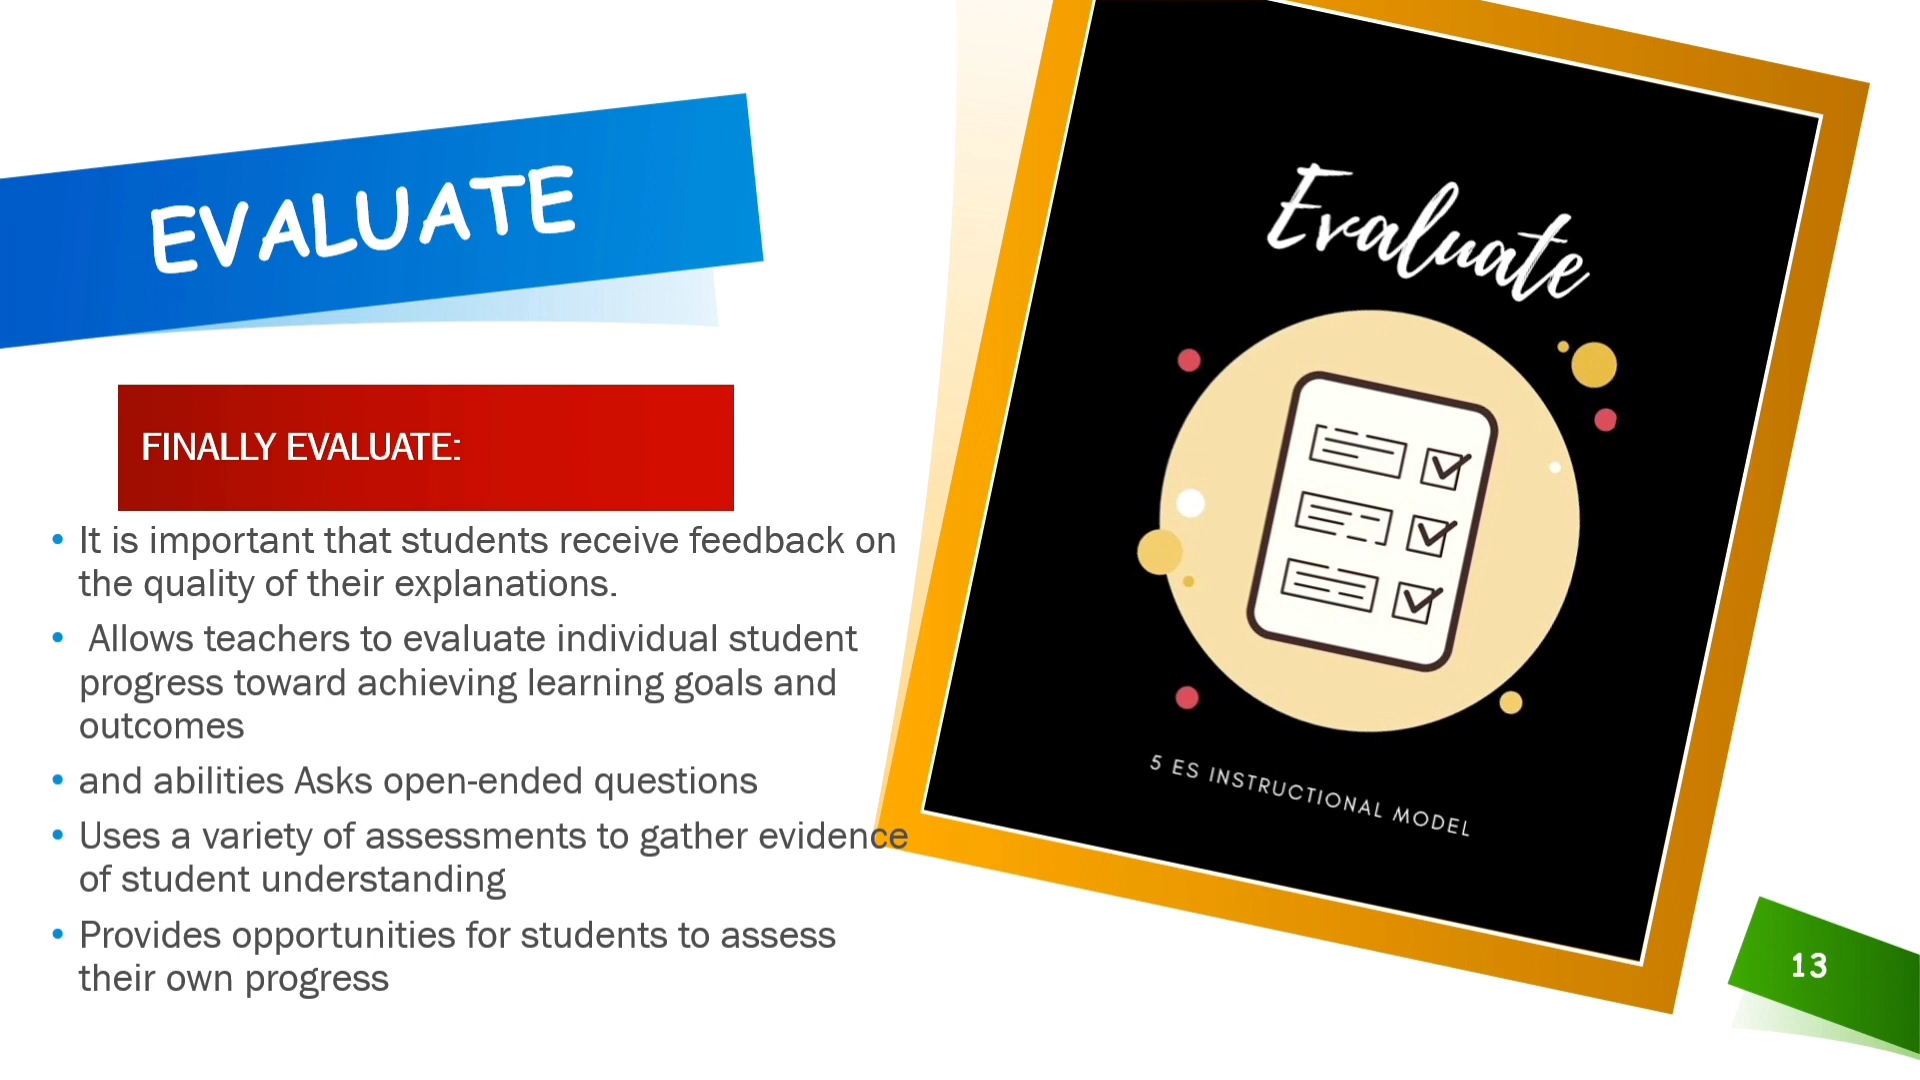 EVALUATE
FINALLY EVALUATE:
• It is important that students receive feedback on
the quality of their explanations.
• Allows teachers to evaluate individual student
progress toward achieving learning goals and
outcomes
• and abilities Asks open-ended questions
• Uses a variety of assessments to gather evidence
of student understanding
• Provides opportunities for students to assess
their own progress
Evaluate
5 ES INSTRUCTIONAL MODEL
13